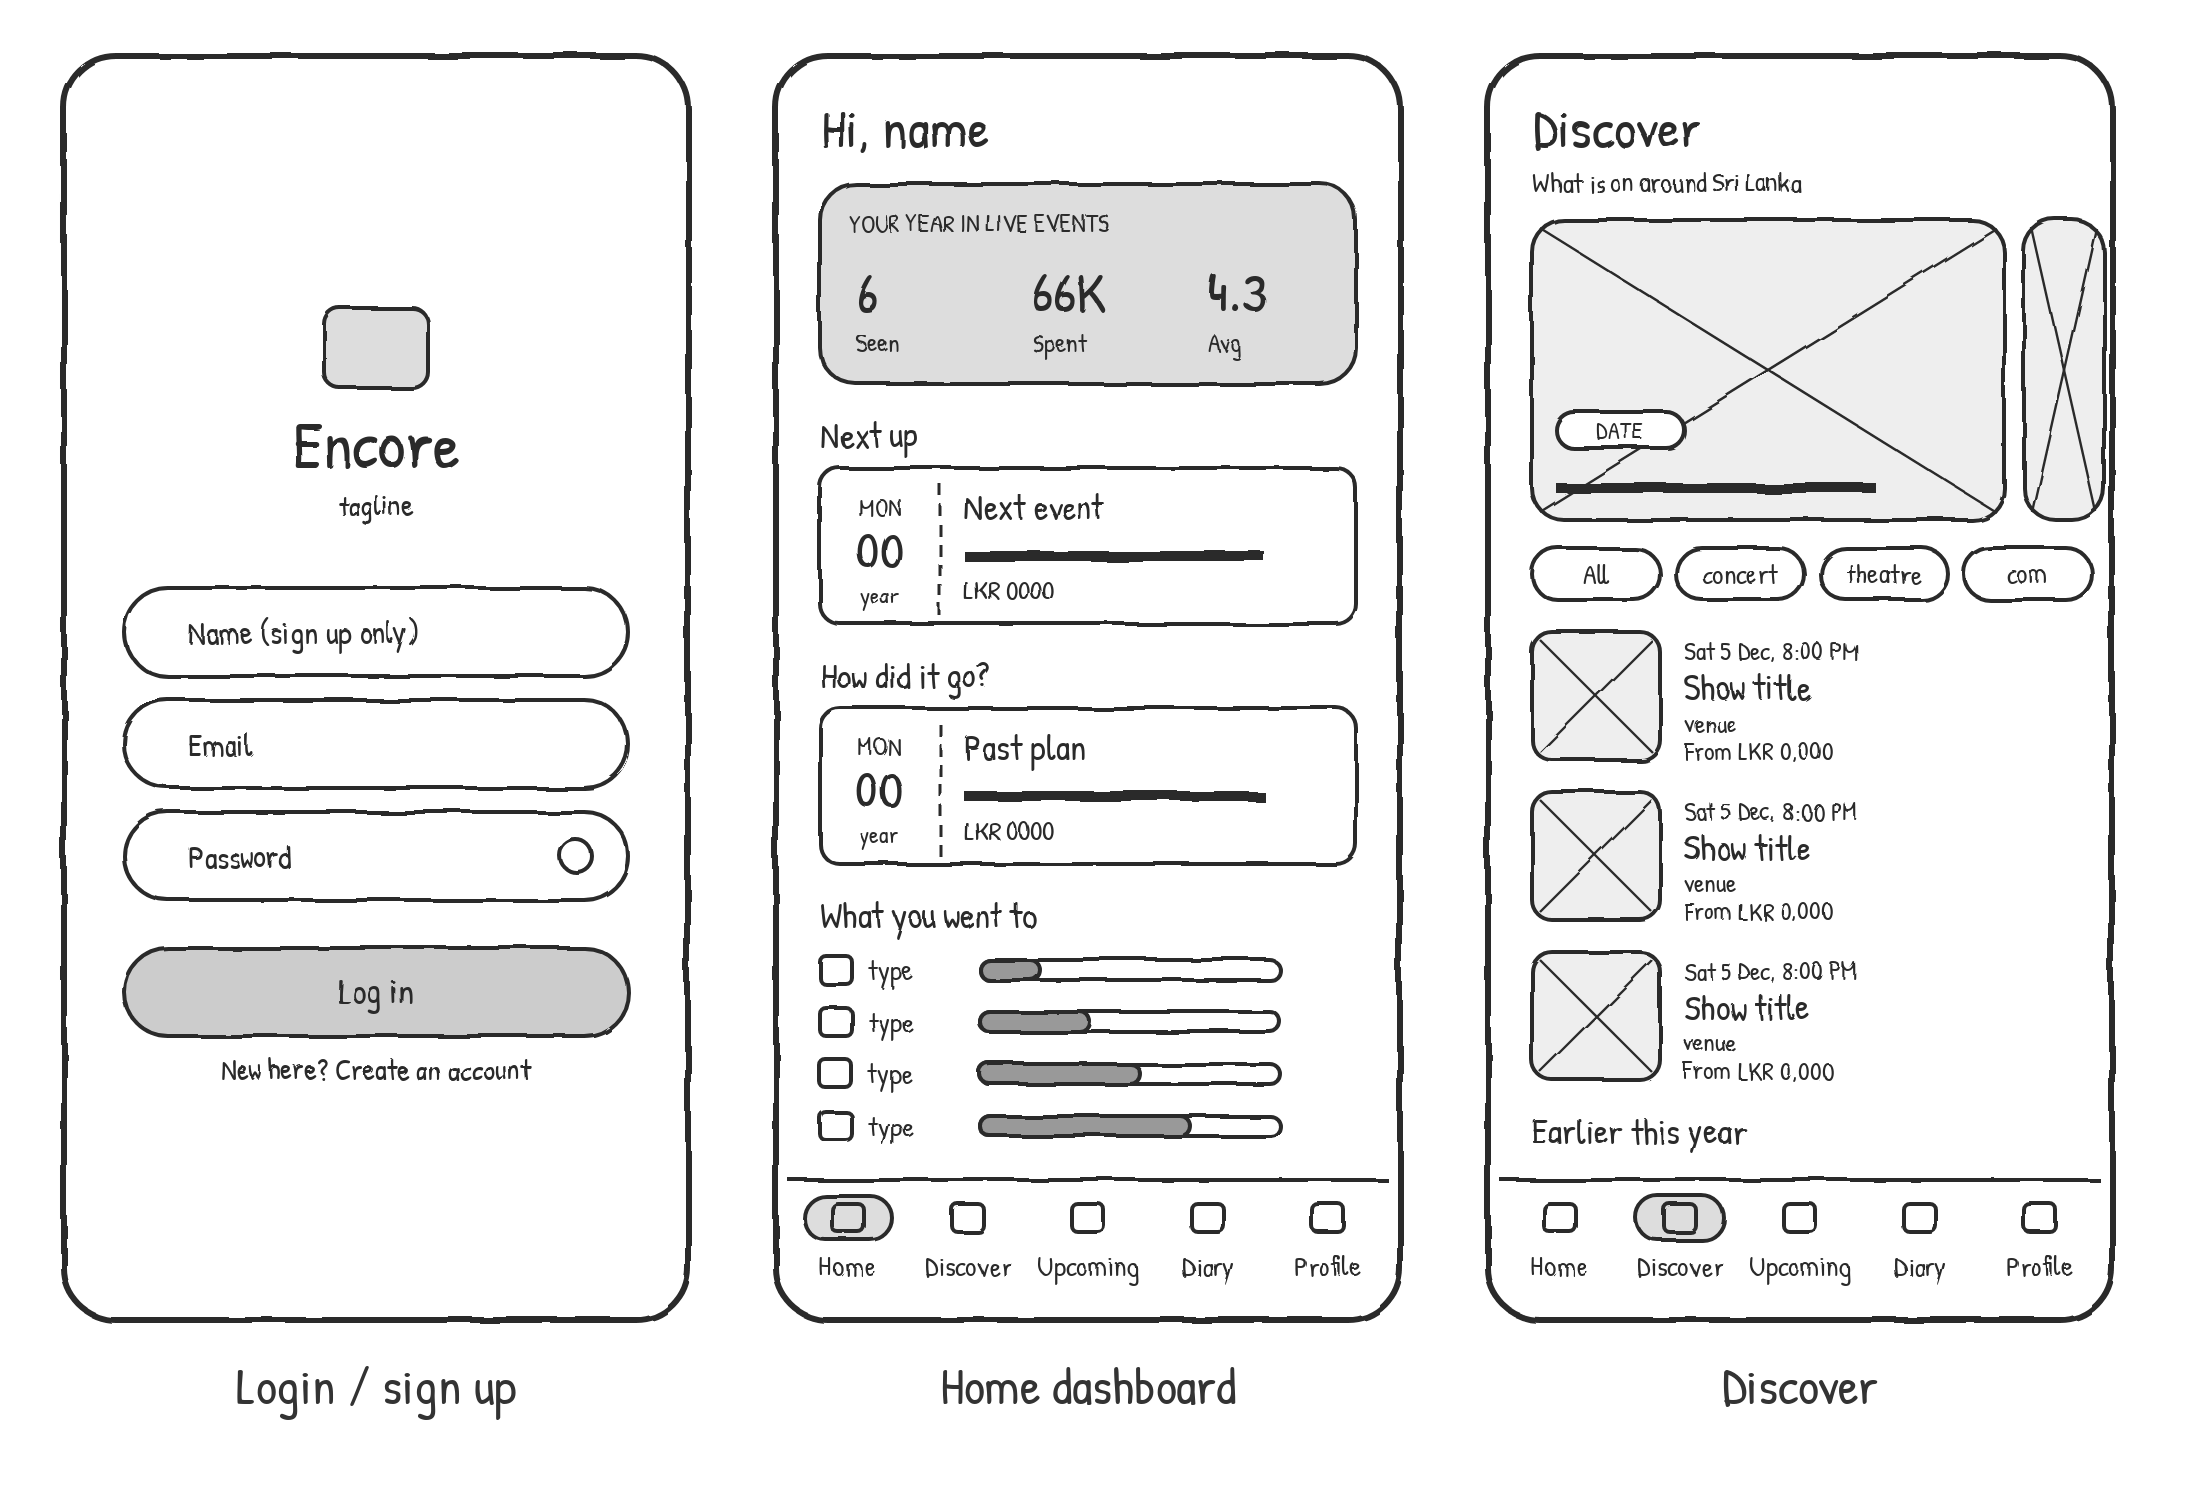 Encore
tagline
Name (sign up only)
Email
Password
Log in
New here? Create an account
Login / sign up
Hi, name
YOUR YEAR IN LIVE EVENTS
6 66K 4.3
Seen Spent Avg
Next up
MON
00
year
Next event
LKR 0000
How did it go?
MON
00
year
Past plan
LKR 0000
What you went to
type
type
type
type
Home Discover Upcoming Diary Profile
Home dashboard
Discover
What is on around Sri Lanka
DATE
All concert theatre com
Sat 5 Dec, 8:00 PM
Show title
venue
From LKR 0,000
Sat 5 Dec, 8:00 PM
Show title
venue
From LKR 0,000
Sat 5 Dec, 8:00 PM
Show title
venue
From LKR 0,000
Earlier this year
Home Discover Upcoming Diary Profile
Discover